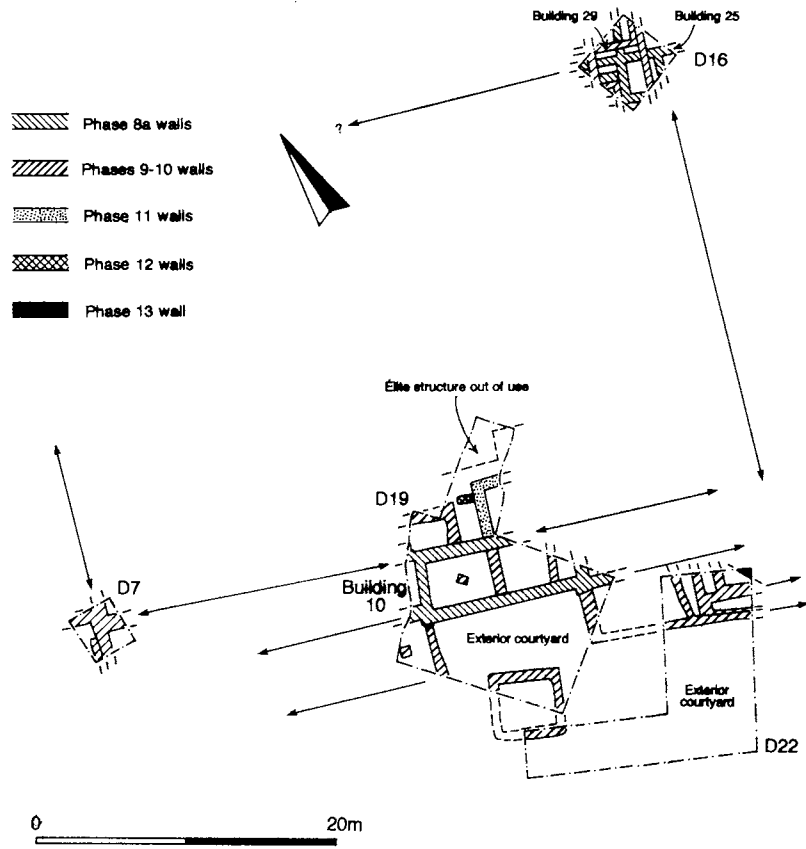 Building 29
Building 25
D16
?
Phase 8a walls
Phases 9-10 walls
Phase 11 walls
Phase 12 walls
Phase 13 wall
Élite structure out of use
D19
D7
Building
10
Exterior courtyard
Exterior
courtyard
D22
0
20m